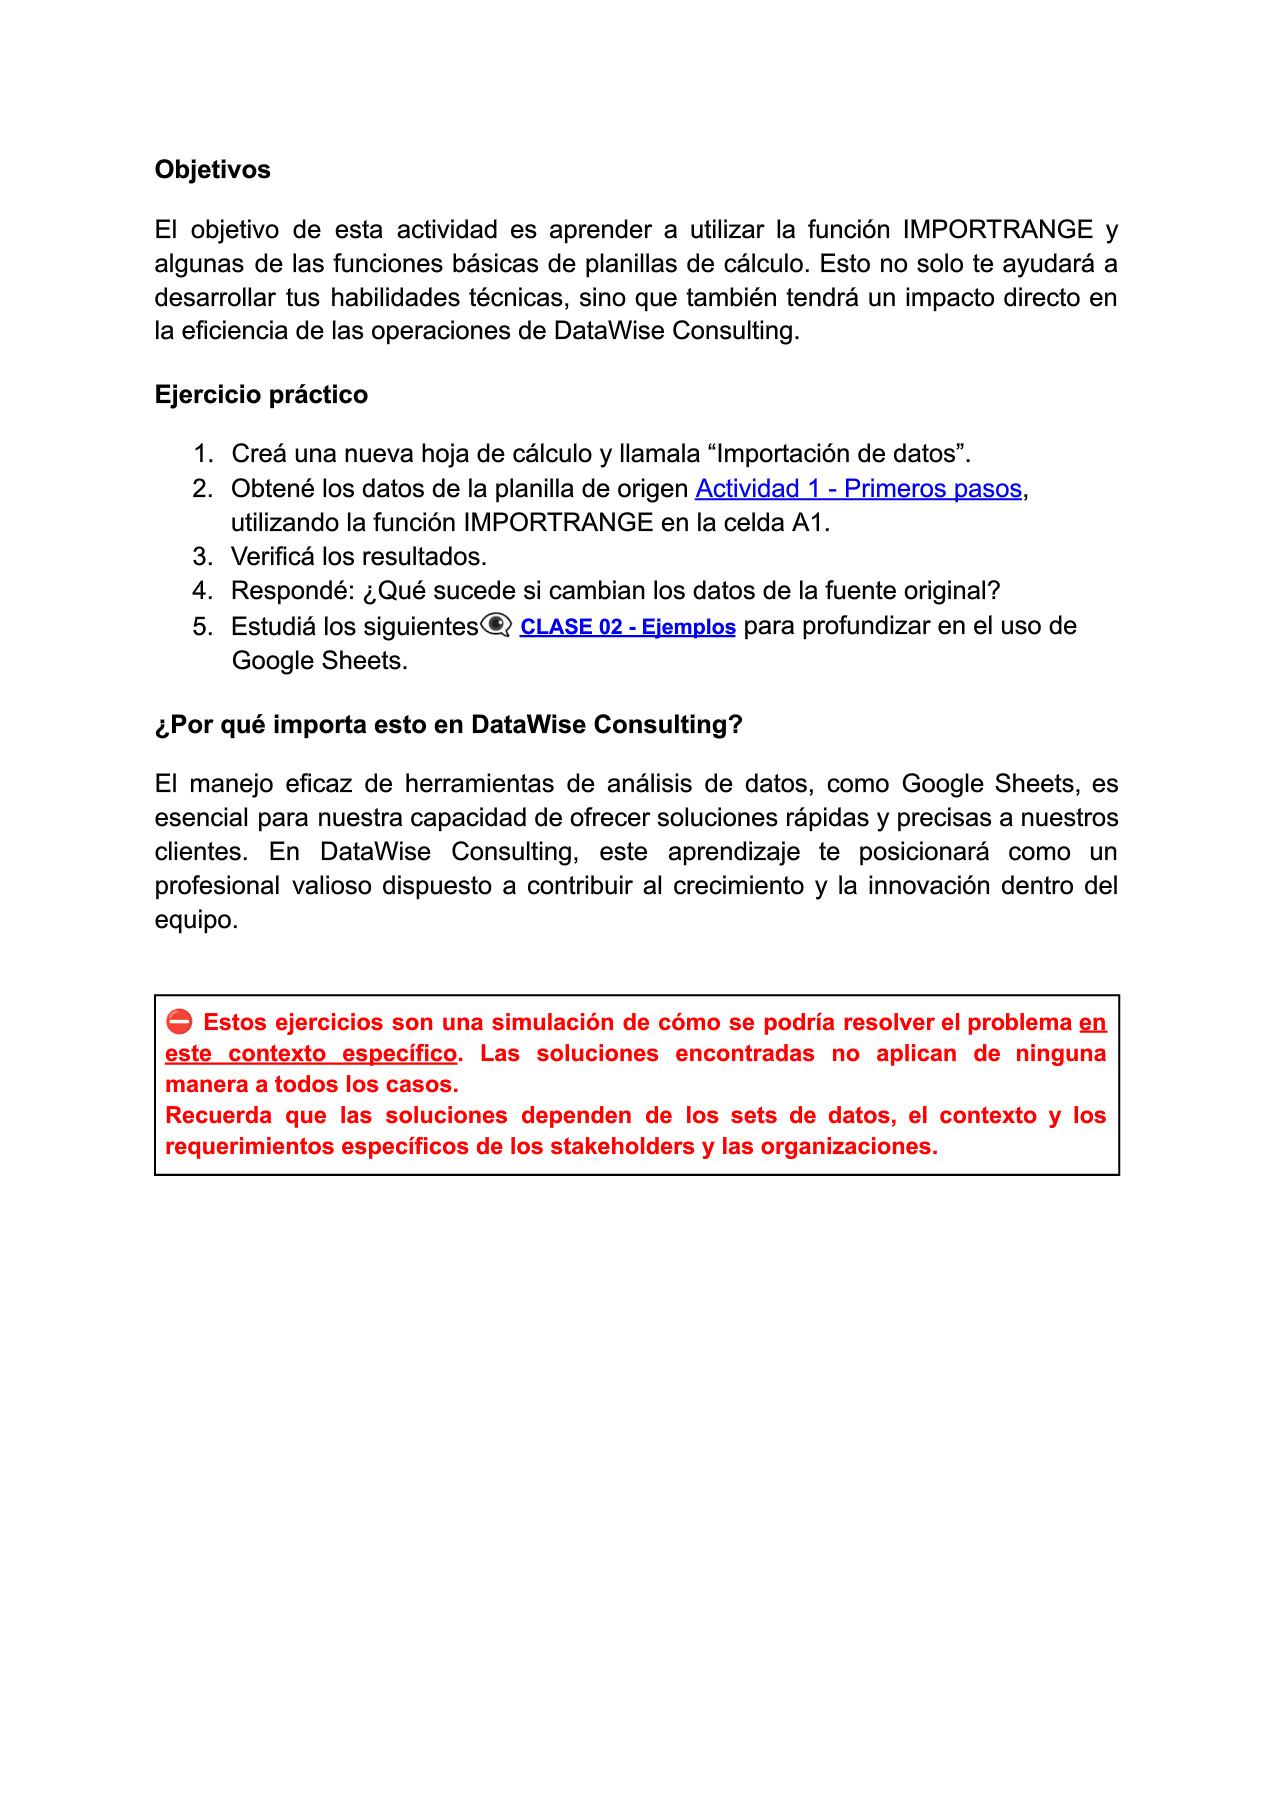 Objetivos
El objetivo de esta actividad es aprender a utilizar la función IMPORTRANGE y
algunas de las funciones básicas de planillas de cálculo. Esto no solo te ayudará a
desarrollar tus habilidades técnicas, sino que también tendrá un impacto directo en
la eficiencia de las operaciones de DataWise Consulting.
Ejercicio práctico
1. Creá una nueva hoja de cálculo y llamala “Importación de datos”.
2. Obtené los datos de la planilla de origen Actividad 1 - Primeros pasos,
utilizando la función IMPORTRANGE en la celda A1.
3. Verificá los resultados.
4. Respondé: ¿Qué sucede si cambian los datos de la fuente original?
5. Estudiá los siguientes👁️‍🗨️ CLASE 02 - Ejemplos para profundizar en el uso de
Google Sheets.
¿Por qué importa esto en DataWise Consulting?
El manejo eficaz de herramientas de análisis de datos, como Google Sheets, es
esencial para nuestra capacidad de ofrecer soluciones rápidas y precisas a nuestros
clientes. En DataWise Consulting, este aprendizaje te posicionará como un
profesional valioso dispuesto a contribuir al crecimiento y la innovación dentro del
equipo.
⛔ Estos ejercicios son una simulación de cómo se podría resolver el problema en
este contexto específico. Las soluciones encontradas no aplican de ninguna
manera a todos los casos.
Recuerda que las soluciones dependen de los sets de datos, el contexto y los
requerimientos específicos de los stakeholders y las organizaciones.